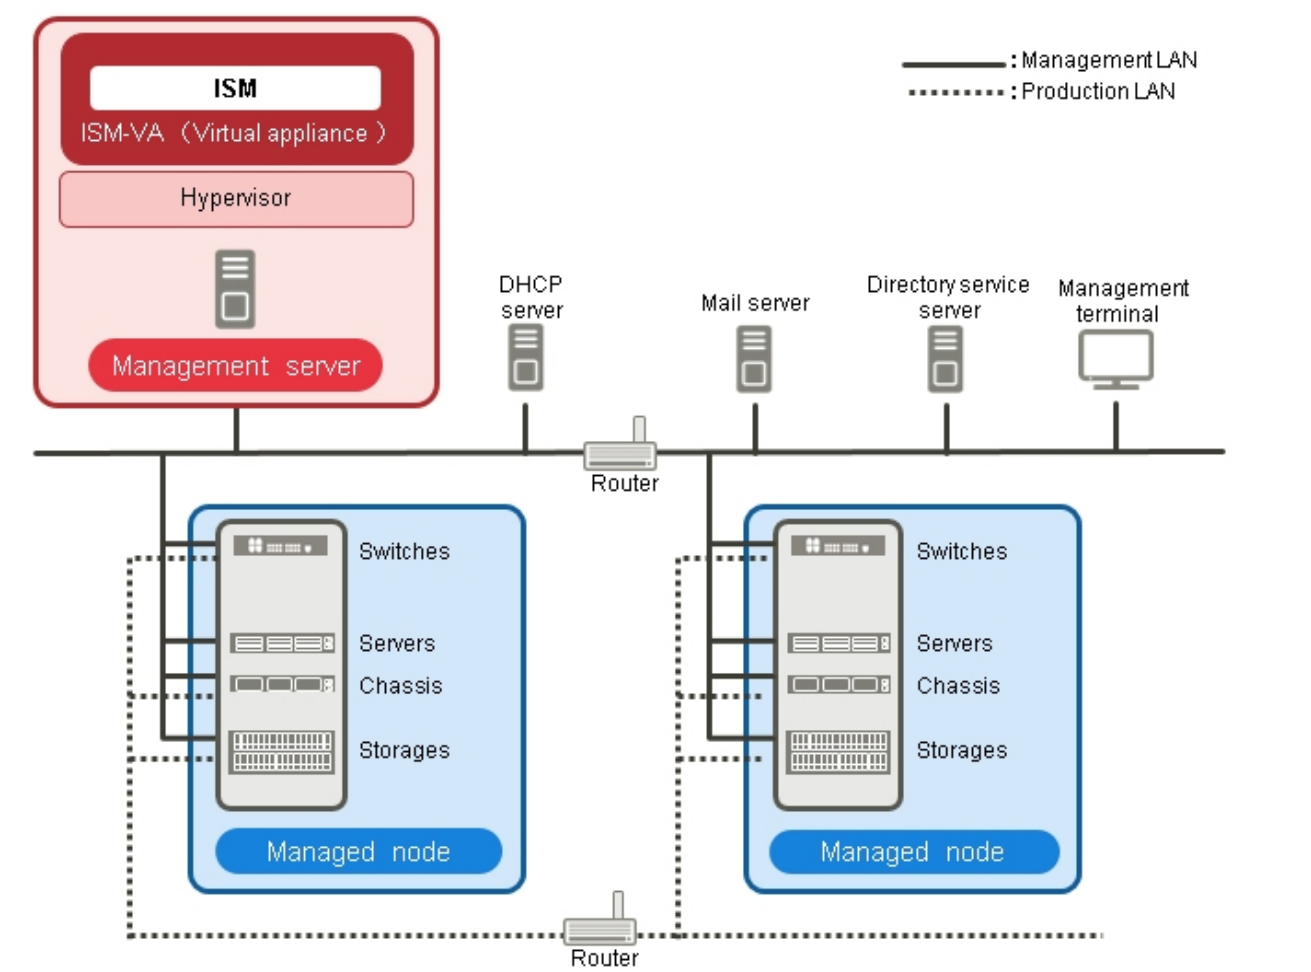 ISM
ISM-VA (Virtual appliance )
Hypervisor
Management server
: Management LAN
: Production LAN
DHCP
server
Mail server
Directory service
server
Management
terminal
Router
Switches
Servers
Chassis
Storages
Managed node
Switches
Servers
Chassis
Storages
Managed node
Router